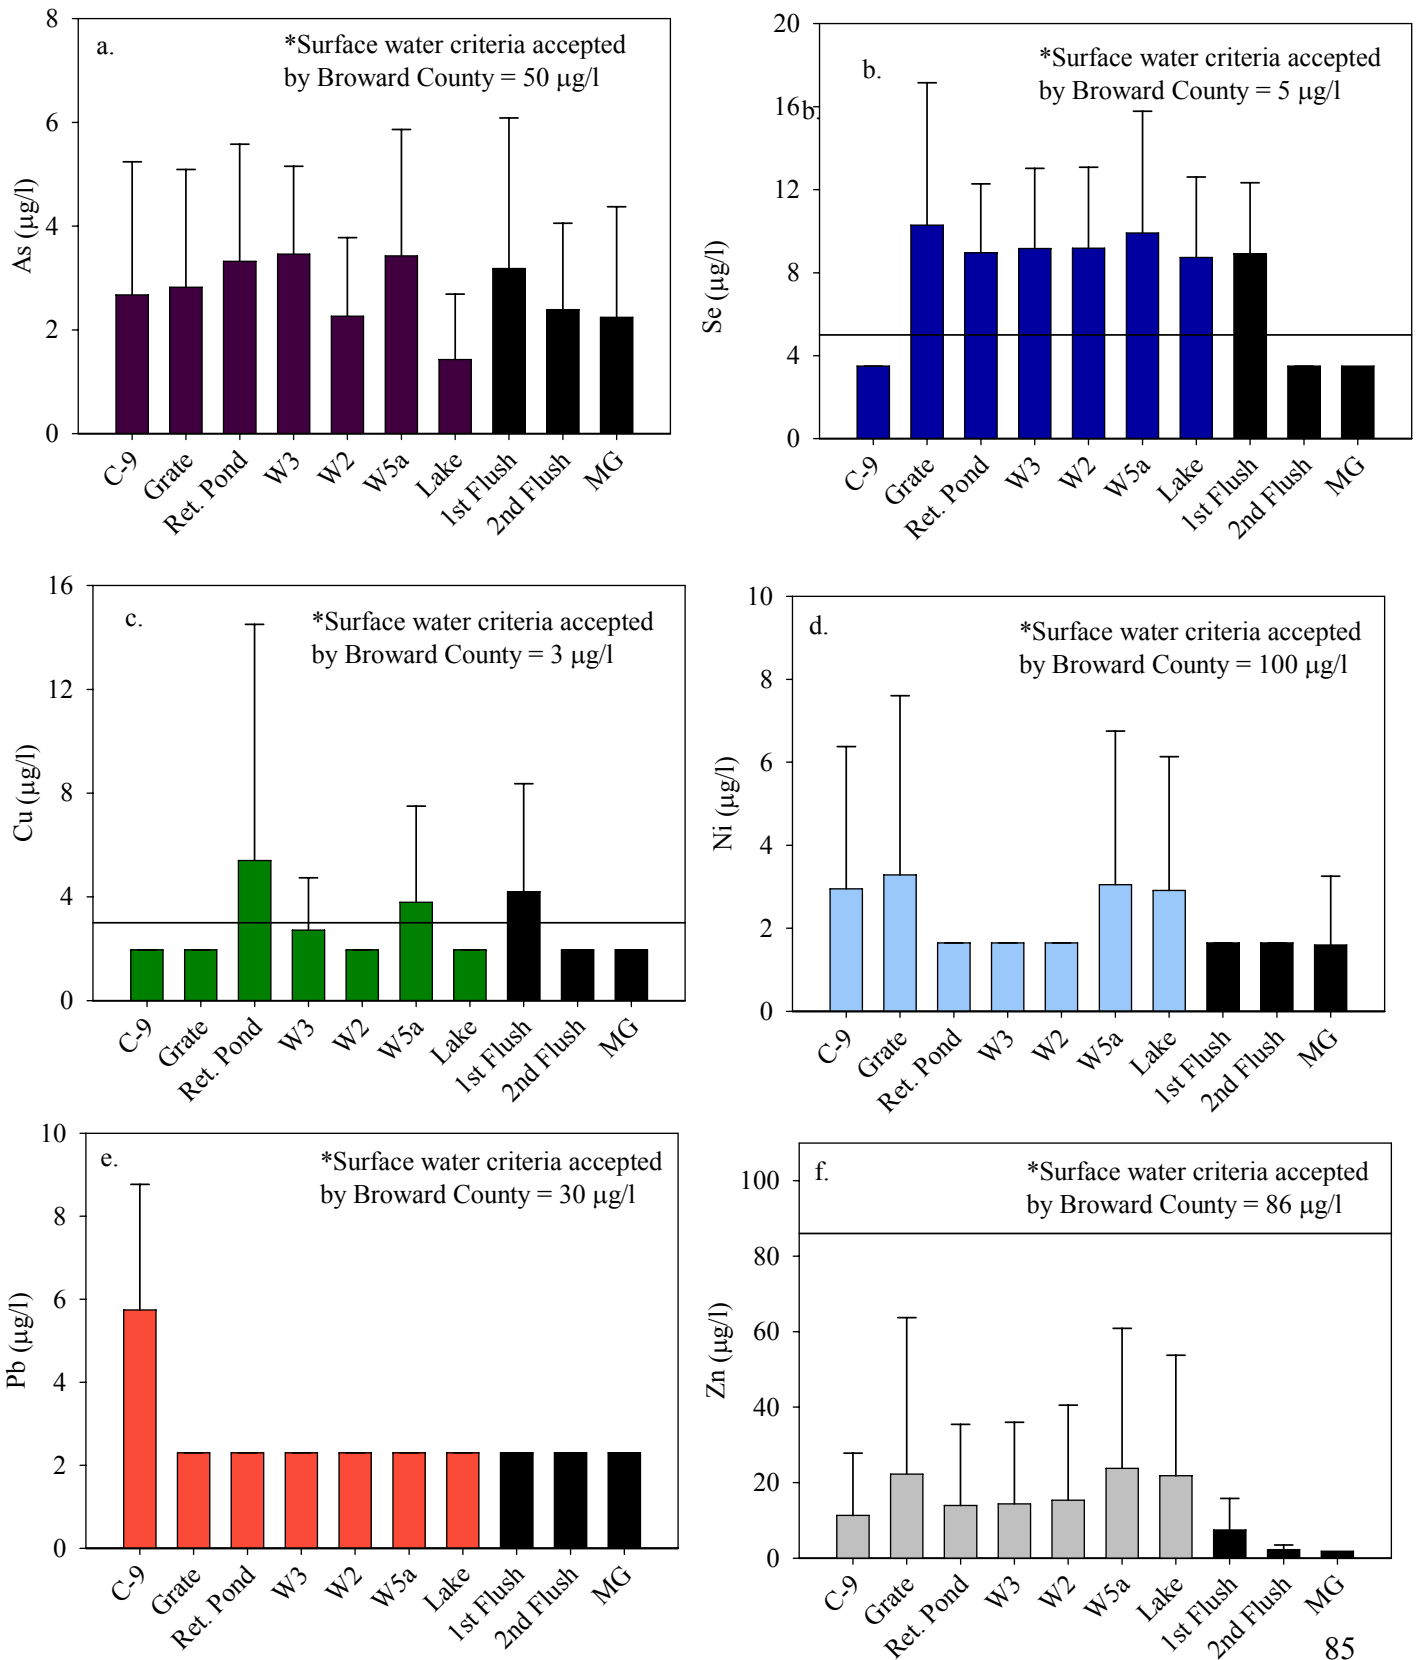 a.
*Surface water criteria accepted
by Broward County = 50 µg/l
As (µg/l)
8
6
4
2
0
C-9
Grate
Ret. Pond
W3
W2
W5a
Lake
1st Flush
2nd Flush
MG
b.
*Surface water criteria accepted
by Broward County = 5 µg/l
b.
Se (µg/l)
20
16
12
8
4
0
C-9
Grate
Ret. Pond
W3
W2
W5a
Lake
1st Flush
2nd Flush
MG
c.
*Surface water criteria accepted
by Broward County = 3 µg/l
Cu (µg/l)
16
12
8
4
0
C-9
Grate
Ret. Pond
W3
W2
W5a
Lake
1st Flush
2nd Flush
MG
d.
*Surface water criteria accepted
by Broward County = 100 µg/l
Ni (µg/l)
10
8
6
4
2
0
C-9
Grate
Ret. Pond
W3
W2
W5a
Lake
1st Flush
2nd Flush
MG
e.
*Surface water criteria accepted
by Broward County = 30 µg/l
Pb (µg/l)
10
8
6
4
2
0
C-9
Grate
Ret. Pond
W3
W2
W5a
Lake
1st Flush
2nd Flush
MG
f.
*Surface water criteria accepted
by Broward County = 86 µg/l
Zn (µg/l)
100
80
60
40
20
0
C-9
Grate
Ret. Pond
W3
W2
W5a
Lake
1st Flush
2nd Flush
MG
85